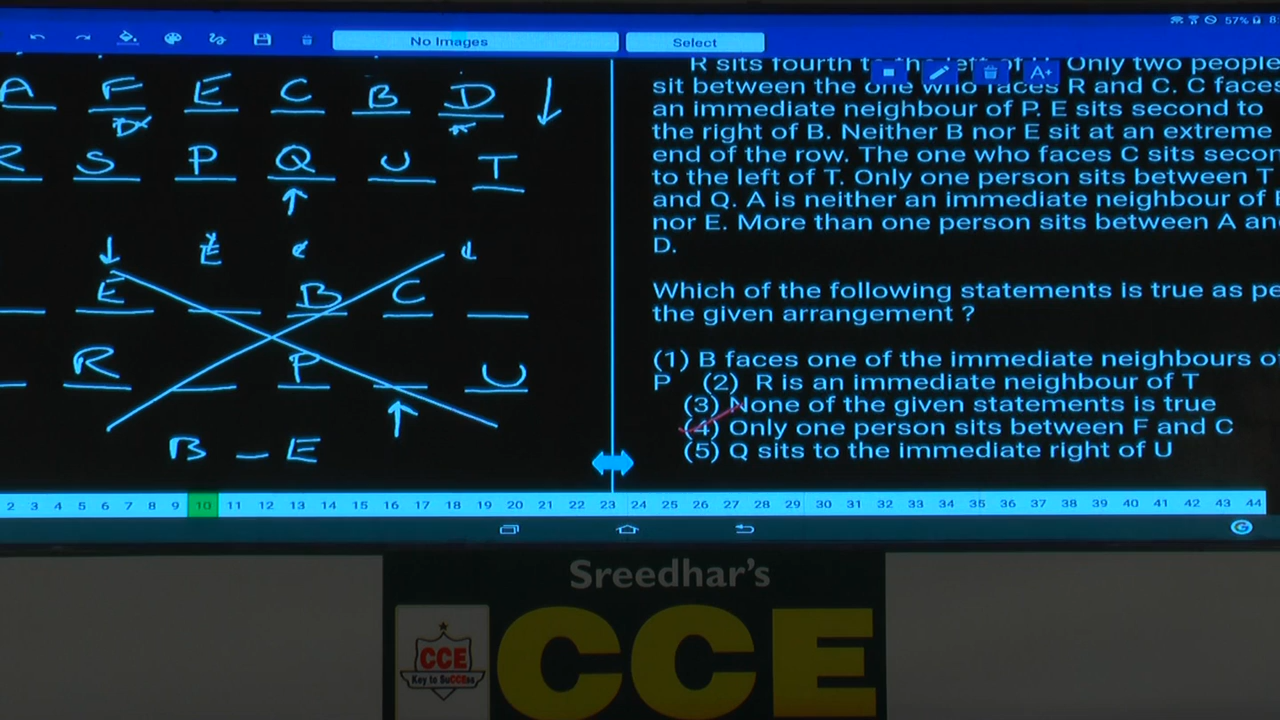 57%
No Images
Select
A F E C B D
D
R S P Q U T
E
E B C
R P U
B _ E
R sits fourth to the left of Only two people
sit between the one who faces R and C. C faces
an immediate neighbour of P. E sits second to
the right of B. Neither B nor E sit at an extreme
end of the row. The one who faces C sits
to the left of T. Only one person sits between T
and Q. A is neither an immediate neighbour of
nor E. More than one person sits between A
D.
Which of the following statements is true as
the given arrangement ?
(1) B faces one of the immediate neighbours
P (2) R is an immediate neighbour of T
(3) None of the given statements is true
(4) Only one person sits between F and C
(5) Q sits to the immediate right of U
2 3 4 5 6 7 8 9 10 11 12 13 14 15 16 17 18 19 20 21 22 23 24 25 26 27 28 29 30 31 32 33 34 35 36 37 38 39 40 41 42 43 44
Sreedhar's
CCE
CCE
Key to SuCCEss